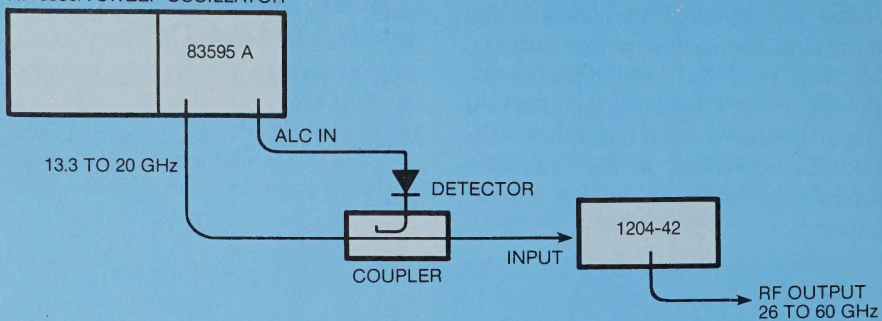 83595 A
ALC IN
13.3 TO 20 GHz
DETECTOR
1204-42
INPUT
COUPLER
RF OUTPUT
26 TO 60 GHz